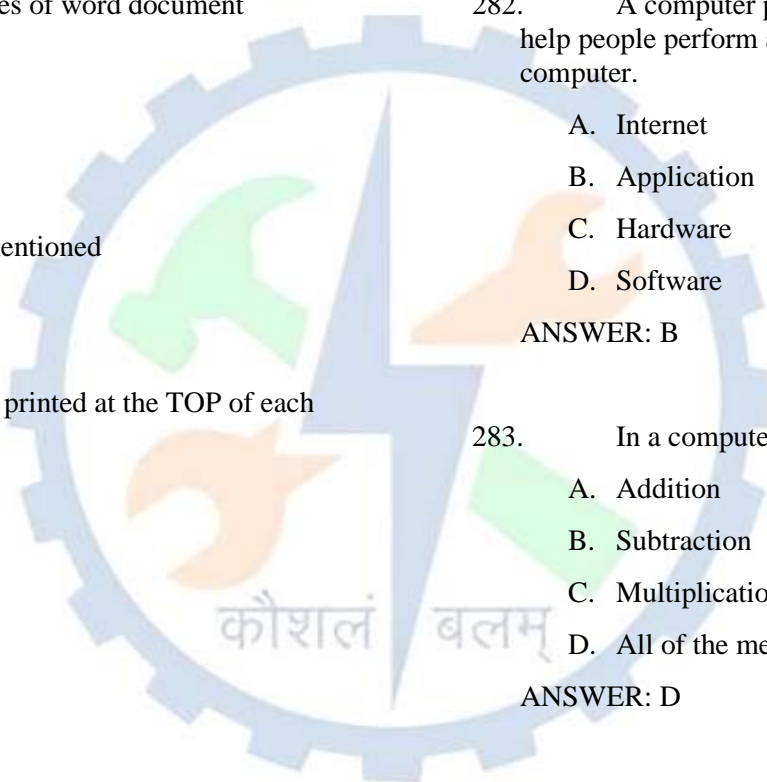 es of word document
entioned
printed at the TOP of each
कौशलं बलम्
282. A computer p
help people perform a
computer.
A. Internet
B. Application
C. Hardware
D. Software
ANSWER: B
283. In a compute
A. Addition
B. Subtraction
C. Multiplicatio
D. All of the me
ANSWER: D